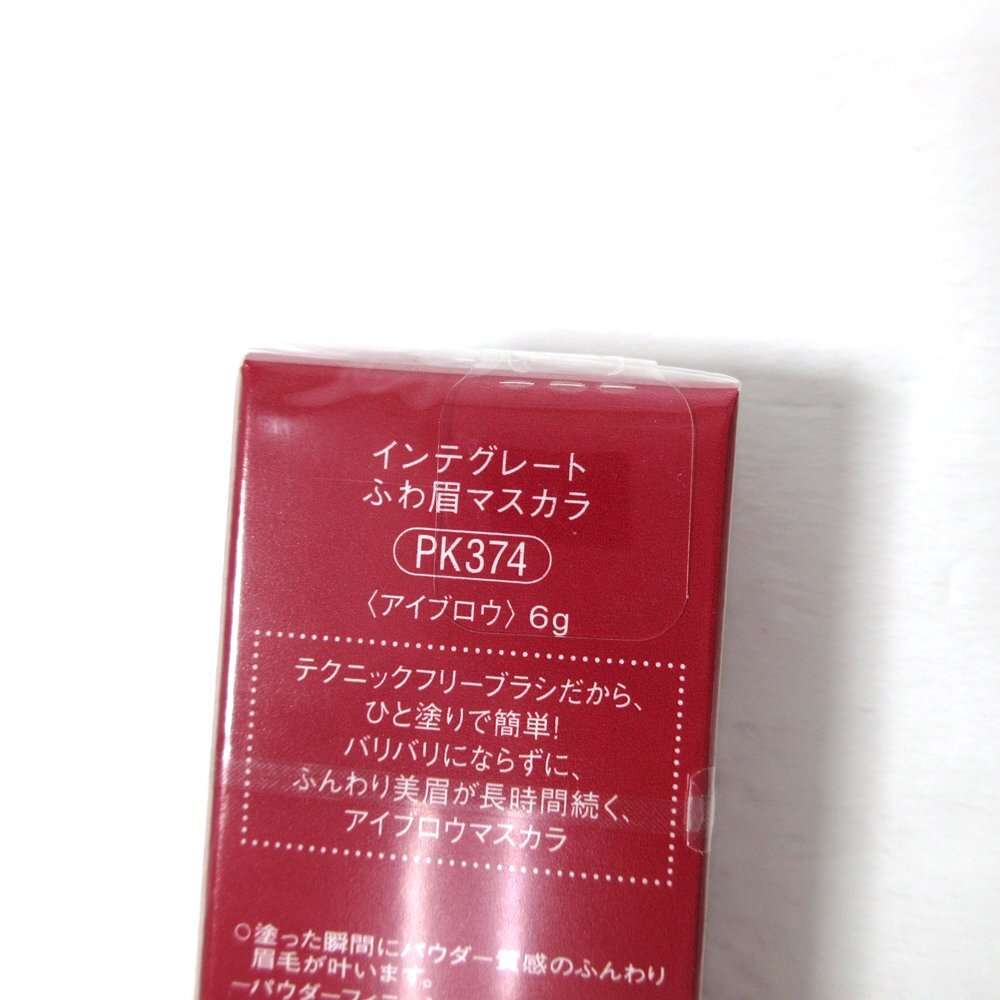 インテグレート
ふわ眉マスカラ
PK374
〈アイブロウ〉6g
テクニックフリーブラシだから、
ひと塗りで簡単!
バリバリにならずに、
ふんわり美眉が長時間続く、
アイブロウマスカラ
○塗った瞬間にパウダー質感のふんわり
眉毛が叶います。